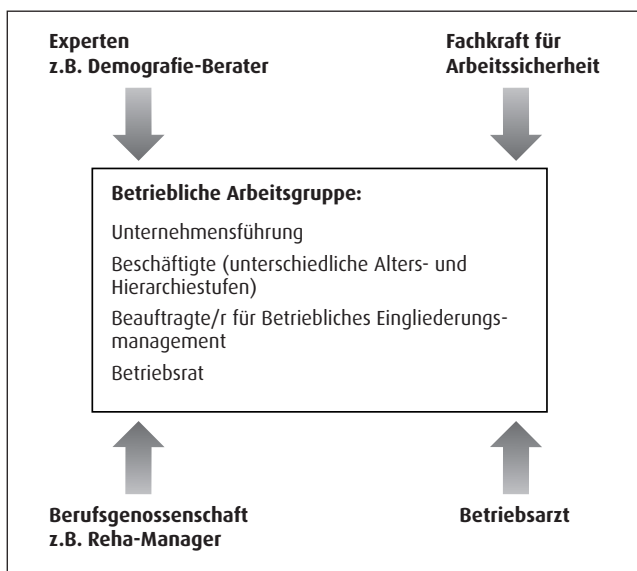 Experten
z.B. Demografie-Berater
Fachkraft für
Arbeitssicherheit
Betriebliche Arbeitsgruppe:
Unternehmensführung
Beschäftigte (unterschiedliche Alters- und
Hierarchiestufen)
Beauftragte/r für Betriebliches Eingliederungs-
management
Betriebsrat
Berufsgenossenschaft
z.B. Reha-Manager
Betriebsarzt